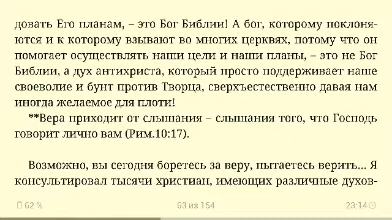 довать Его планам, – это Бог Библии! А бог, которому поклоня-
ются и к которому взывают во многих церквях, потому что он
помогает осуществлять наши цели и наши планы, – это не Бог
Библии, а дух антихриста, который просто поддерживает наше
своеволие и бунт против Творца, сверхъестественно давая нам
иногда желаемое для плоти!
**Вера приходит от слышания – слышания того, что Господь
говорит лично вам (Рим.10:17).
Возможно, вы сегодня боретесь за веру, пытаетесь верить... Я
консультировал тысячи христиан, имеющих различные духов-
62 % 63 из 154 23:14